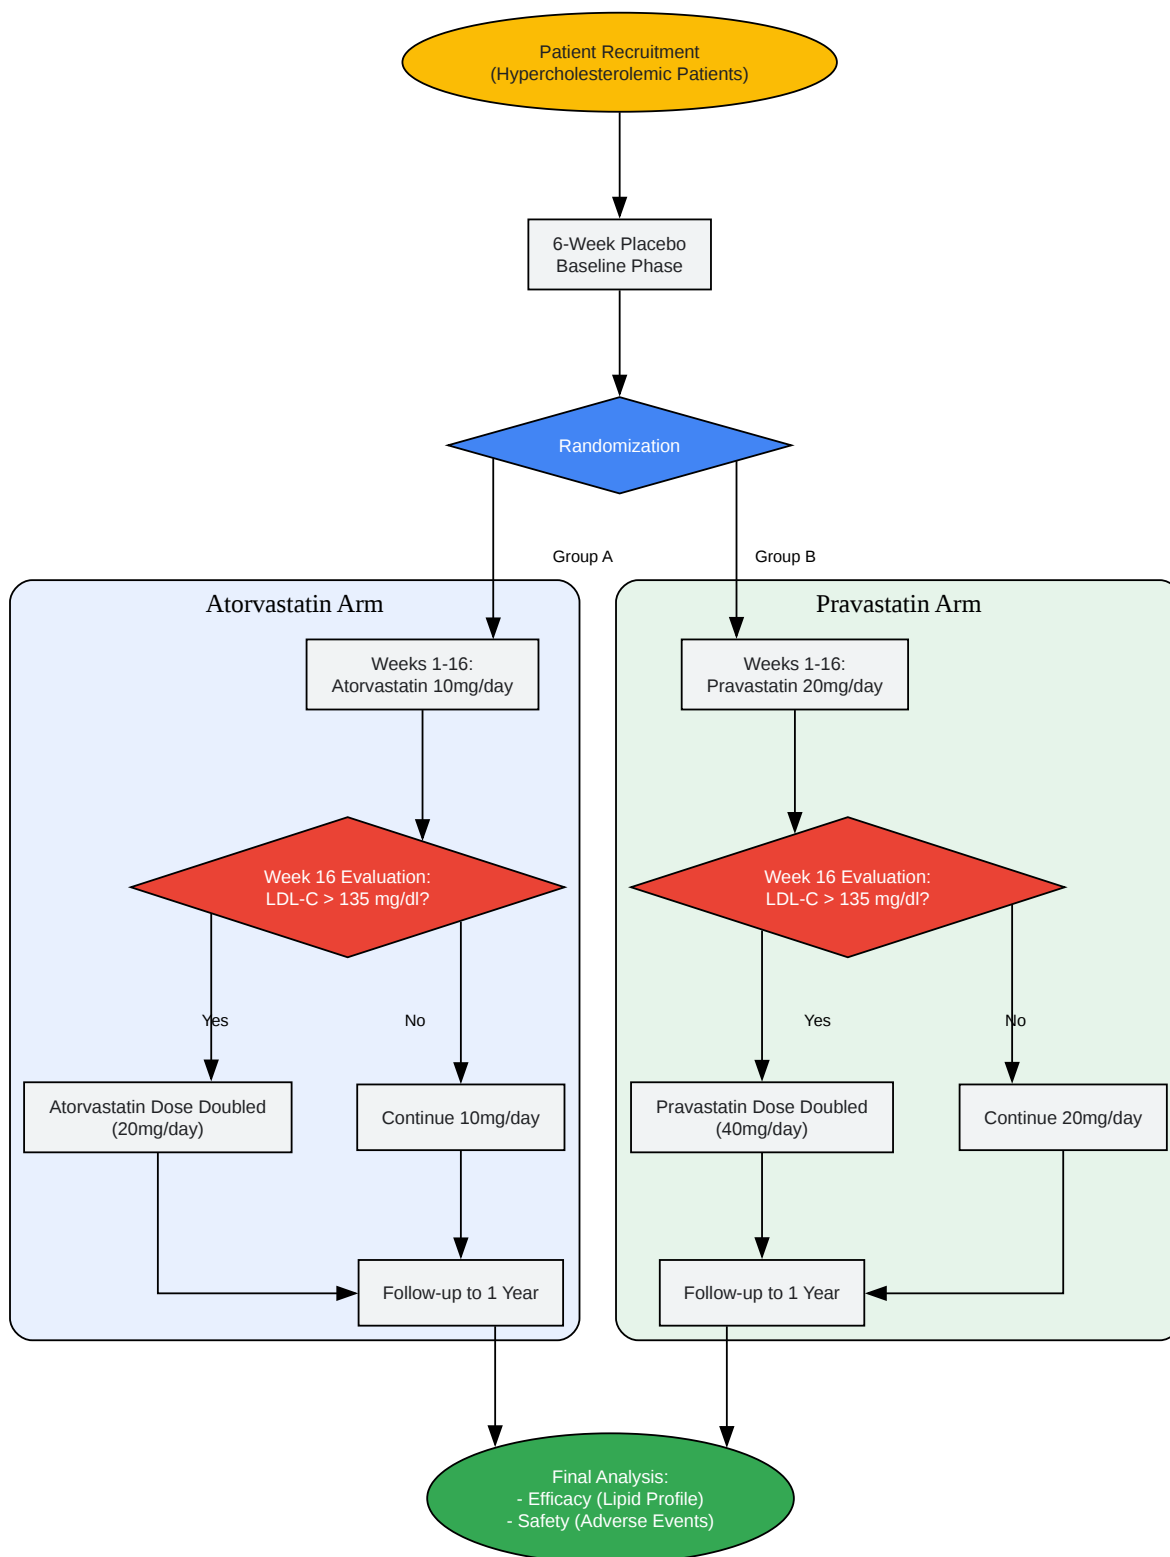 Patient Recruitment
(Hypercholesterolemic Patients)
6-Week Placebo
Baseline Phase
Randomization
Group A
Group B
Atorvastatin Arm
Weeks 1-16:
Atorvastatin 10mg/day
Week 16 Evaluation:
LDL-C > 135 mg/dl?
Yes
No
Atorvastatin Dose Doubled
(20mg/day)
Continue 10mg/day
Follow-up to 1 Year
Pravastatin Arm
Weeks 1-16:
Pravastatin 20mg/day
Week 16 Evaluation:
LDL-C > 135 mg/dl?
Yes
No
Pravastatin Dose Doubled
(40mg/day)
Continue 20mg/day
Follow-up to 1 Year
Final Analysis:
- Efficacy (Lipid Profile)
- Safety (Adverse Events)